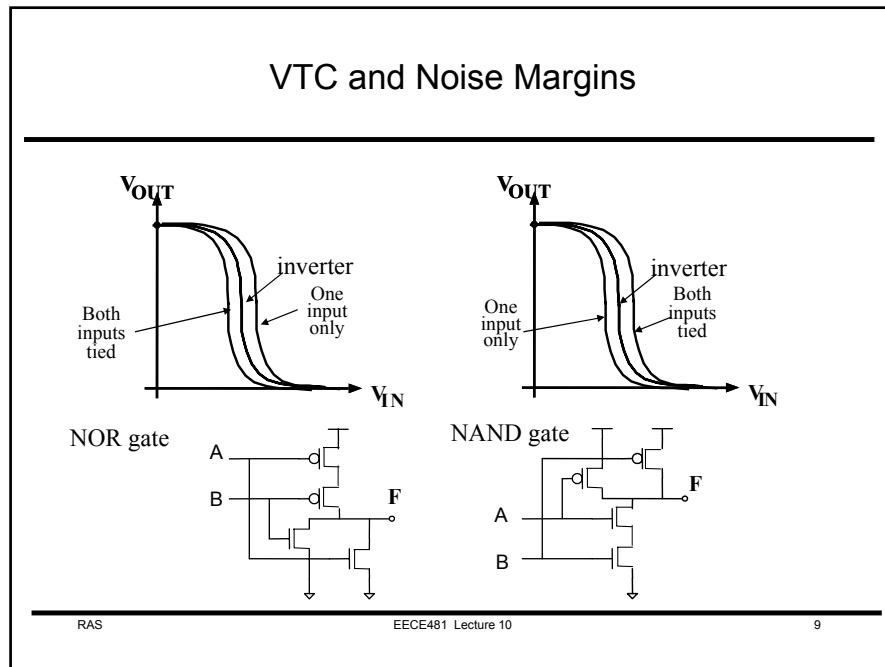 VTC and Noise Margins
VOUT
inverter
One
input
only
Both
inputs
tied
VIN
VOUT
inverter
One
input
only
Both
inputs
tied
VIN
NOR gate
A
B
F
NAND gate
F
A
B
RAS
EECE481 Lecture 10
9